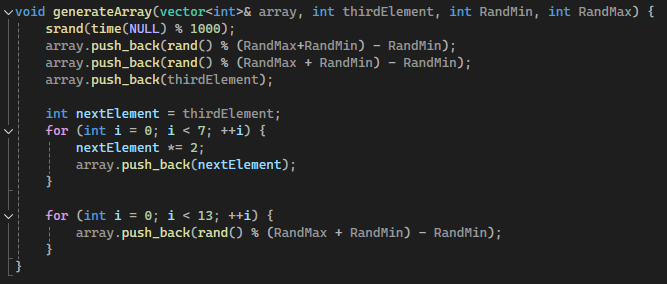 void generateArray(vector<int>& array, int thirdElement, int RandMin, int RandMax) {
    srand(time(NULL) % 1000);
    array.push_back(rand() % (RandMax+RandMin) - RandMin);
    array.push_back(rand() % (RandMax + RandMin) - RandMin);
    array.push_back(thirdElement);

    int nextElement = thirdElement;
    for (int i = 0; i < 7; ++i) {
        nextElement *= 2;
        array.push_back(nextElement);
    }

    for (int i = 0; i < 13; ++i) {
        array.push_back(rand() % (RandMax + RandMin) - RandMin);
    }
}